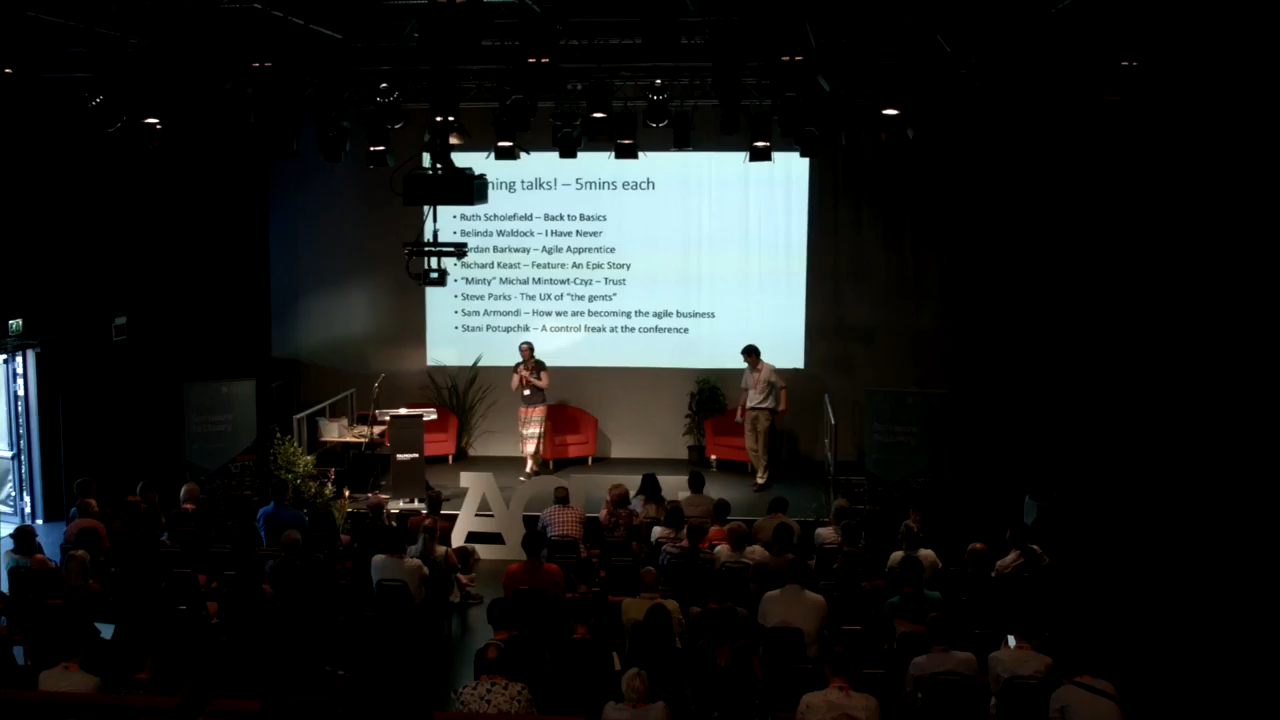 ning talks! – 5mins each
• Ruth Scholefield – Back to Basics
• Belinda Waldock – I Have Never
ordan Barkway – Agile Apprentice
• Richard Keast – Feature: An Epic Story
• "Minty" Michal Mintowt-Czyz – Trust
• Steve Parks - The UX of "the gents"
• Sam Armondi – How we are becoming the agile business
• Stani Potupchik – A control freak at the conference
FALMOUTH